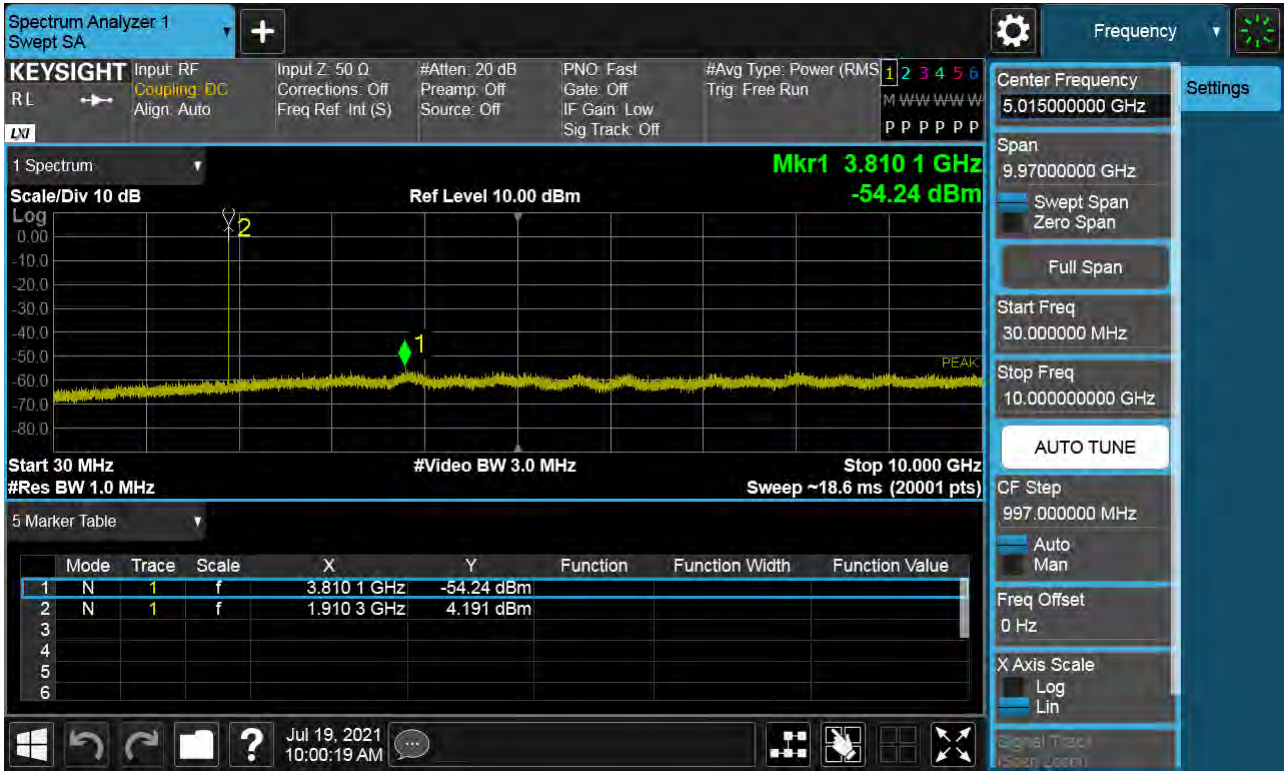 Spectrum Analyzer 1
Swept SA
+
Frequency
KEYSIGHT
RL
LXI
Input: RF
Coupling: DC
Align: Auto
Input Z: 50 Ω
Corrections: Off
Freq Ref: Int (S)
#Atten: 20 dB
Preamp: Off
Source: Off
PNO: Fast
Gate: Off
IF Gain: Low
Sig Track: Off
#Avg Type: Power (RMS
Trig: Free Run
1 2 3 4 5 6
M W W W W W
P P P P P P
1 Spectrum
Mkr1 3.810 1 GHz
Scale/Div 10 dB
Ref Level 10.00 dBm
-54.24 dBm
Log
0.00
-10.0
-20.0
-30.0
-40.0
-50.0
-60.0
-70.0
-80.0
2
1
PEAK
Start 30 MHz
#Video BW 3.0 MHz
Stop 10.000 GHz
#Res BW 1.0 MHz
Sweep ~18.6 ms (20001 pts)
5 Marker Table
Mode Trace Scale X Y Function Function Width Function Value
1 N 1 f 3.810 1 GHz -54.24 dBm
2 N 1 f 1.910 3 GHz 4.191 dBm
3
4
5
6
?
Jul 19, 2021
10:00:19 AM
Center Frequency
5.015000000 GHz
Settings
Span
9.97000000 GHz
Swept Span
Zero Span
Full Span
Start Freq
30.000000 MHz
Stop Freq
10.000000000 GHz
AUTO TUNE
CF Step
997.000000 MHz
Auto
Man
Freq Offset
0 Hz
X Axis Scale
Log
Lin
Signal Track
(Span Zoom)